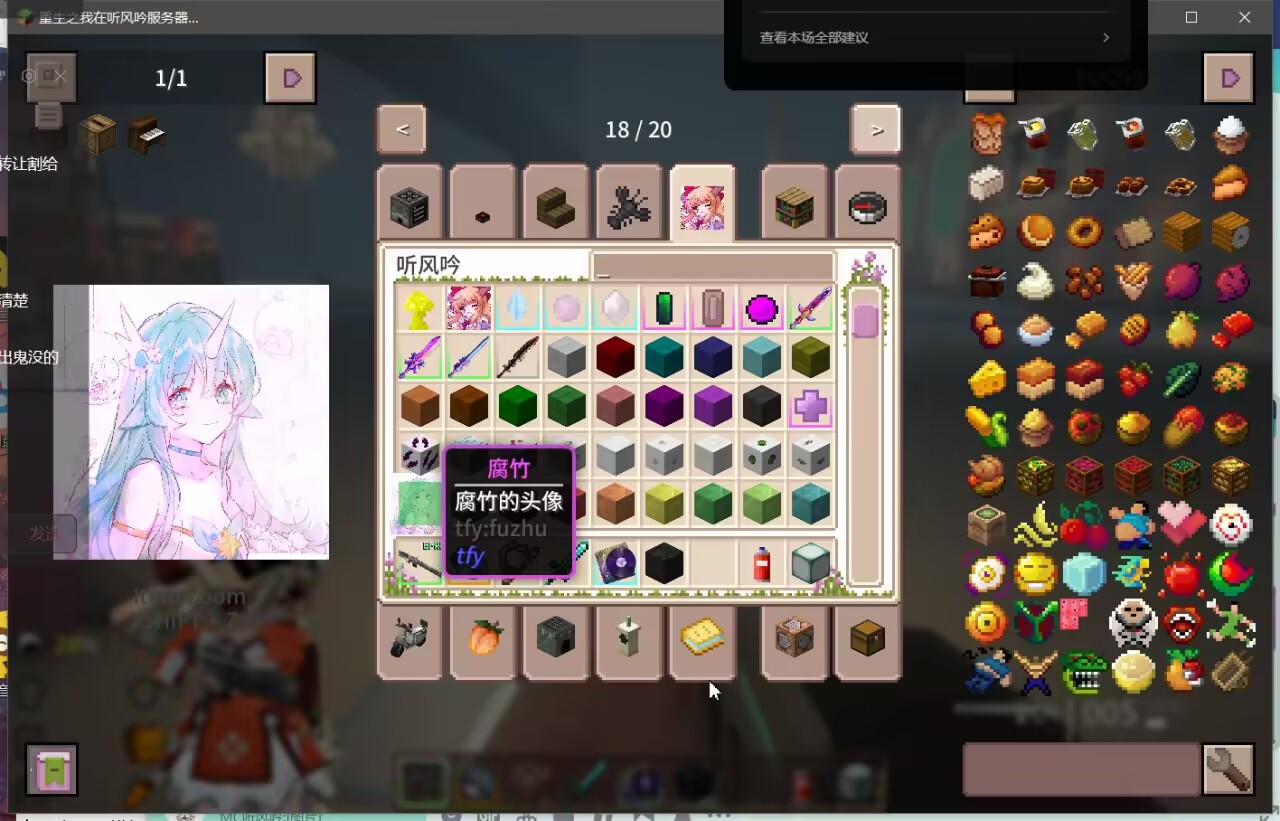 重生之我在听风吟服务器...
查看本场全部建议
1/1
<
18 / 20
>
转让割给
听风吟
清楚
出鬼没的
腐竹
腐竹的头像
tfy:fuzhu
tfy
发送